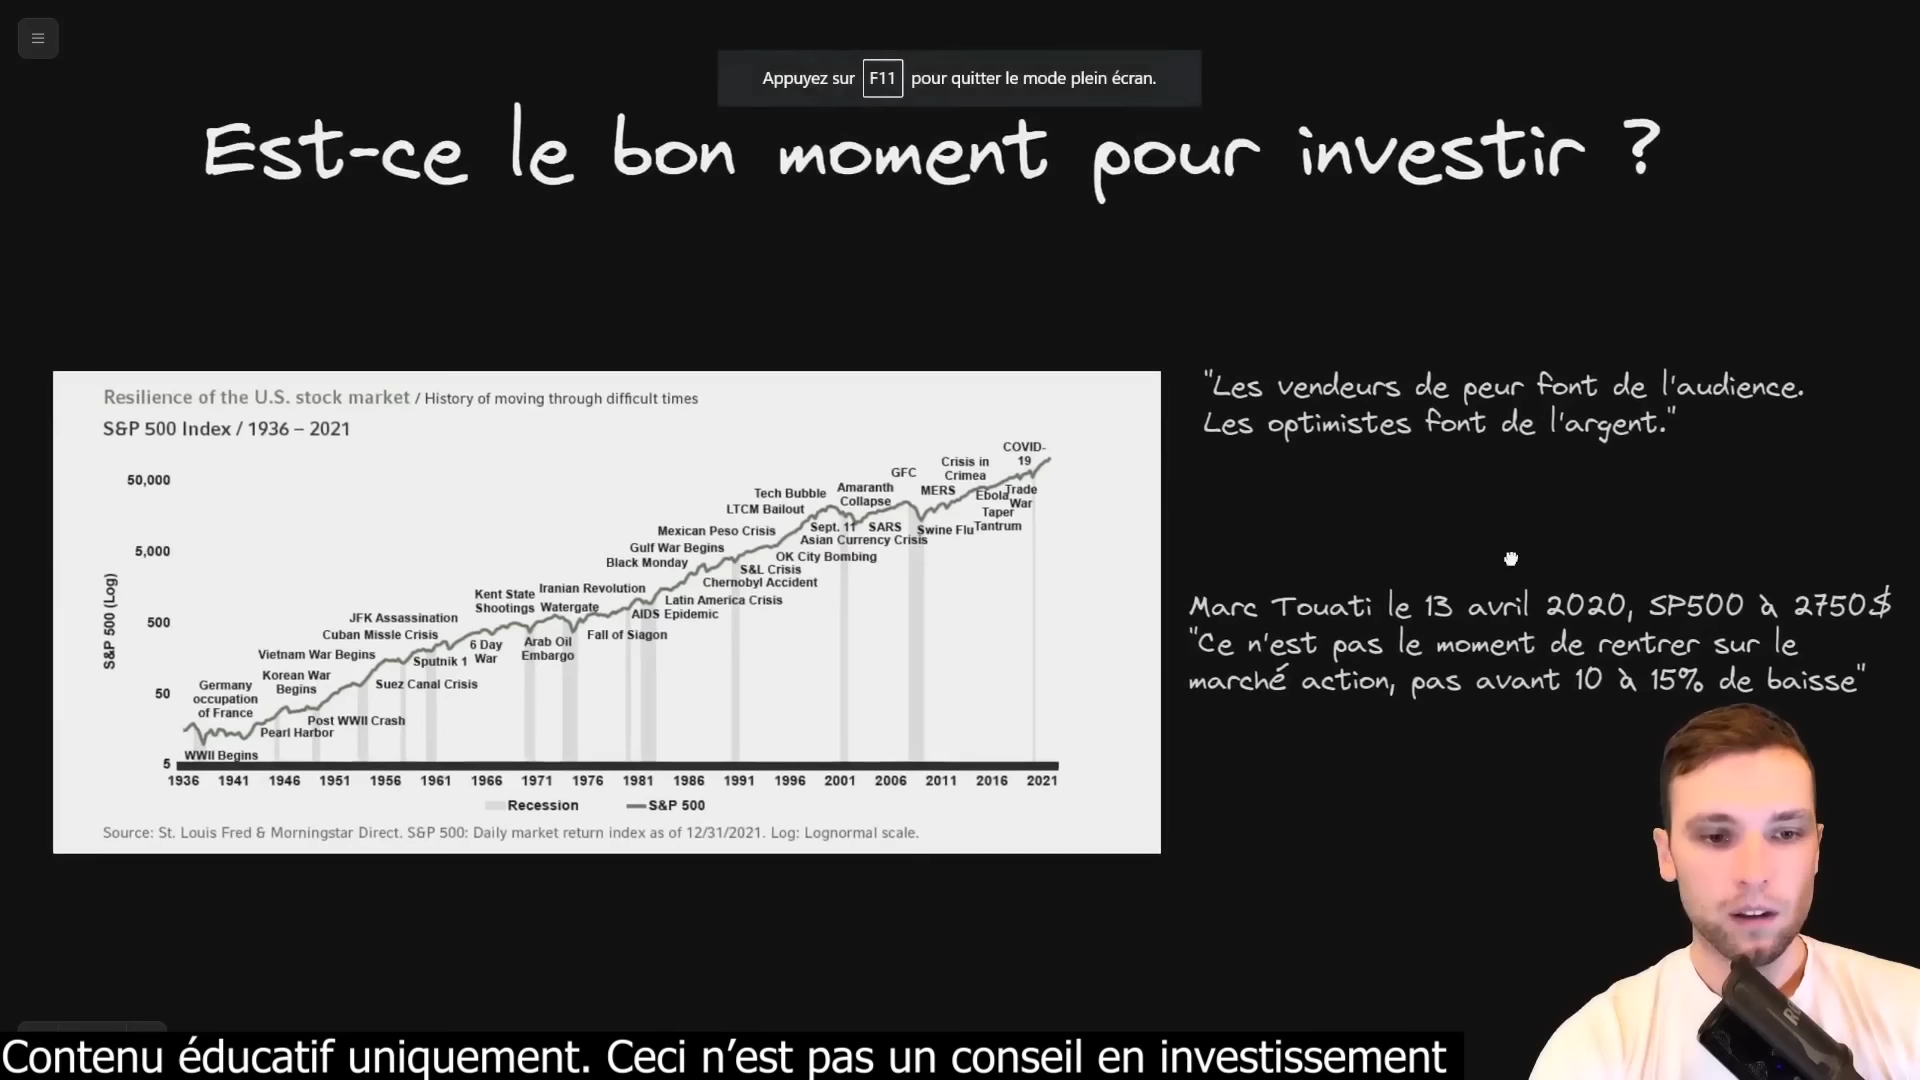 Appuyez sur F11 pour quitter le mode plein écran.
Est-ce le bon moment pour investir ?
Resilience of the U.S. stock market / History of moving through difficult times
S&P 500 Index / 1936 – 2021
S&P 500 (Log)
50,000
5,000
500
50
5
Germany
occupation
of France
WWII Begins
Pearl Harbor
Korean War
Begins
Post WWII Crash
Vietnam War Begins
Suez Canal Crisis
Cuban Missle Crisis
JFK Assassination
Sputnik 1
6 Day
War
Kent State
Shootings
Arab Oil
Embargo
Watergate
Iranian Revolution
Fall of Siagon
AIDS Epidemic
Latin America Crisis
Black Monday
Gulf War Begins
Mexican Peso Crisis
Chernobyl Accident
S&L Crisis
OK City Bombing
Asian Currency Crisis
LTCM Bailout
Tech Bubble
Sept. 11
SARS
Amaranth
Collapse
GFC
Swine Flu
MERS
Crisis in
Crimea
Ebola
Taper
Tantrum
Trade
War
COVID-
19
1936 1941 1946 1951 1956 1961 1966 1971 1976 1981 1986 1991 1996 2001 2006 2011 2016 2021
Recession S&P 500
Source: St. Louis Fred & Morningstar Direct. S&P 500: Daily market return index as of 12/31/2021. Log: Lognormal scale.
"Les vendeurs de peur font de l'audience.
Les optimistes font de l'argent."
Marc Touati le 13 avril 2020, SP500 à 2750$
"Ce n'est pas le moment de rentrer sur le
marché action, pas avant 10 à 15% de baisse"
Contenu éducatif uniquement. Ceci n’est pas un conseil en investissement